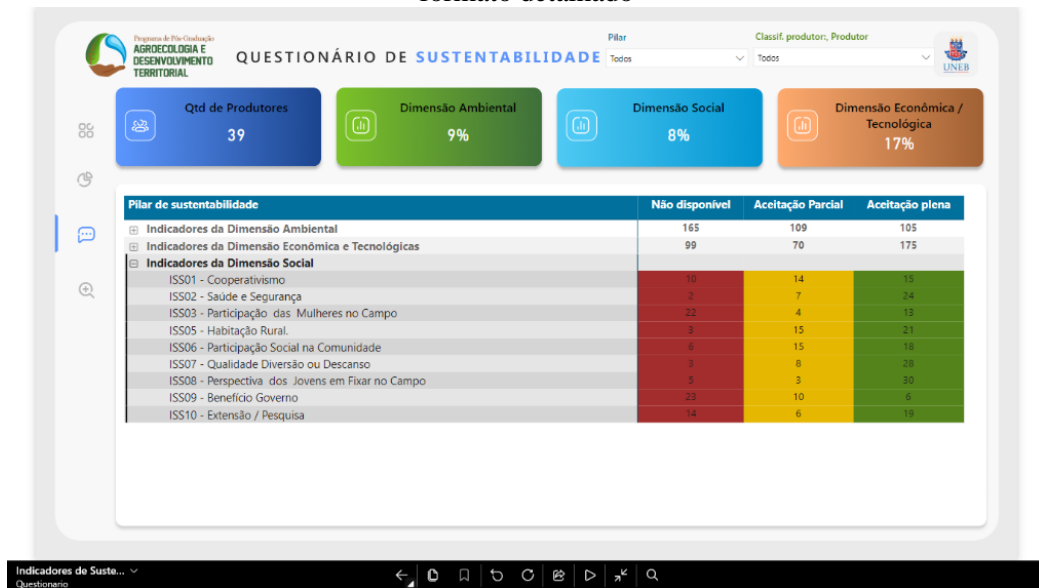 formato detalhado
Programa de Pós-Graduação
AGROECOLOGIA E
DESENVOLVIMENTO
TERRITORIAL
QUESTIONÁRIO DE SUSTENTABILIDADE
Pilar
Todos
Classif. produtor:, Produtor
Todos
UNEB
Qtd de Produtores
39
Dimensão Ambiental
9%
Dimensão Social
8%
Dimensão Econômica /
Tecnológica
17%
Pilar de sustentabilidade Não disponível Aceitação Parcial Aceitação plena
Indicadores da Dimensão Ambiental 165 109 105
Indicadores da Dimensão Econômica e Tecnológicas 99 70 175
Indicadores da Dimensão Social
ISS01 - Cooperativismo 10 14 15
ISS02 - Saúde e Segurança 2 7 24
ISS03 - Participação das Mulheres no Campo 22 4 13
ISS05 - Habitação Rural. 3 15 21
ISS06 - Participação Social na Comunidade 6 15 18
ISS07 - Qualidade Diversão ou Descanso 3 8 28
ISS08 - Perspectiva dos Jovens em Fixar no Campo 5 3 30
ISS09 - Benefício Governo 23 10 6
ISS10 - Extensão / Pesquisa 14 6 19
Indicadores de Suste...
Questionario